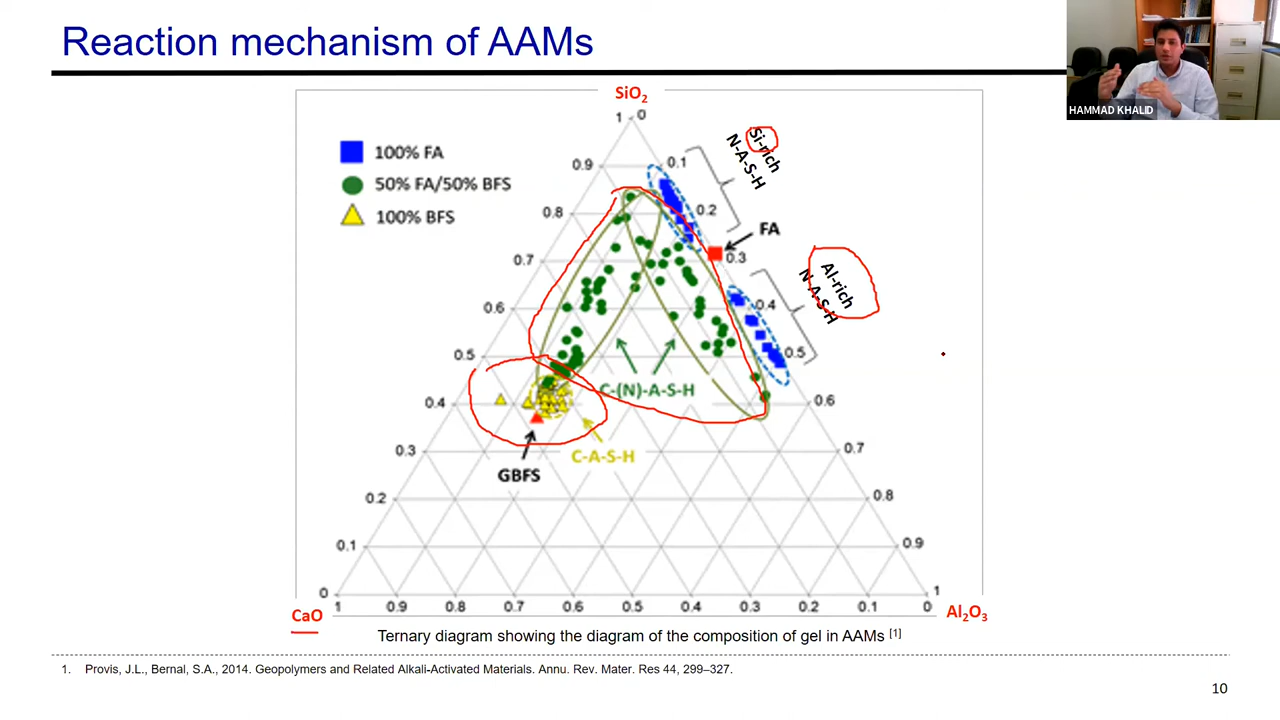 Reaction mechanism of AAMs
HAMMAD KHALID
SiO2
1 0
0.9 0.1
0.8 0.2
0.7 0.3
0.6 0.4
0.5 0.5
0.4 0.6
0.3 0.7
0.2 0.8
0.1 0.9
0 1
100% FA
50% FA/50% BFS
100% BFS
Si-rich
N-A-S-H
FA
Al-rich
N-A-S-H
C-(N)-A-S-H
C-A-S-H
GBFS
CaO
1 0.9 0.8 0.7 0.6 0.5 0.4 0.3 0.2 0.1 0
Al2O3
Ternary diagram showing the diagram of the composition of gel in AAMs [1]
1. Provis, J.L., Bernal, S.A., 2014. Geopolymers and Related Alkali-Activated Materials. Annu. Rev. Mater. Res 44, 299–327.
10